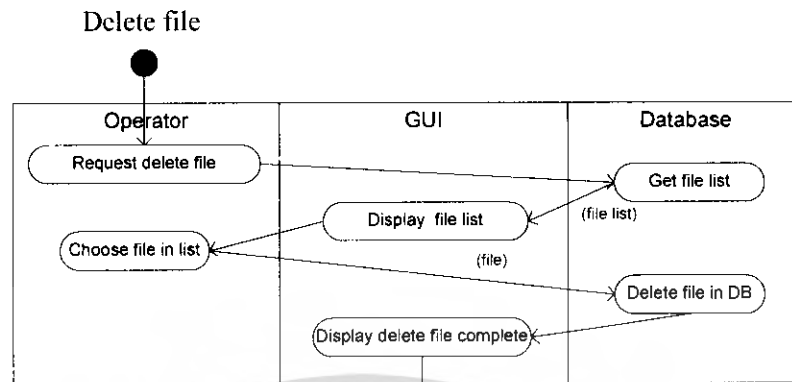 Delete file
Operator GUI Database
Request delete file
Get file list
(file list)
Display file list
Choose file in list
(file)
Delete file in DB
Display delete file complete